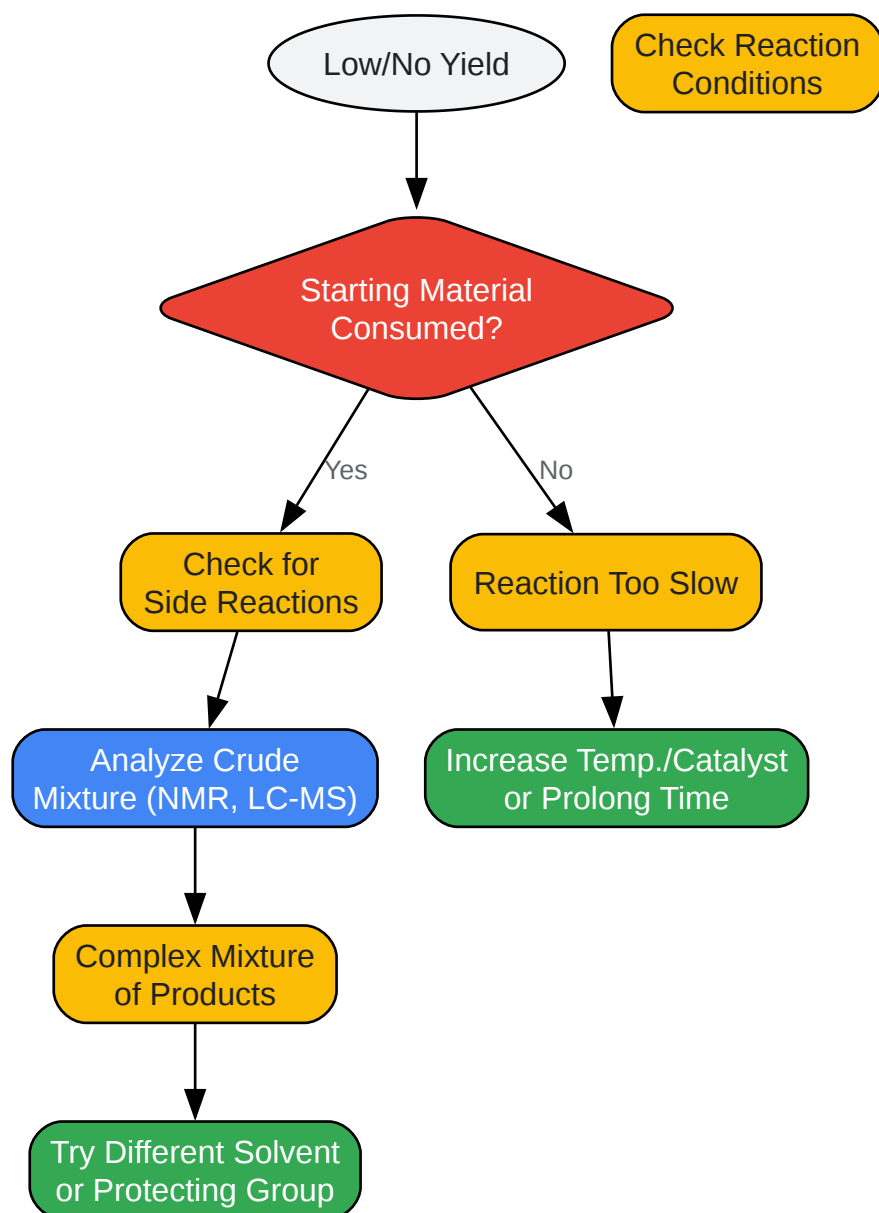 Low/No Yield
Check Reaction
Conditions
Starting Material
Consumed?
Yes
No
Check for
Side Reactions
Reaction Too Slow
Analyze Crude
Mixture (NMR, LC-MS)
Increase Temp./Catalyst
or Prolong Time
Complex Mixture
of Products
Try Different Solvent
or Protecting Group